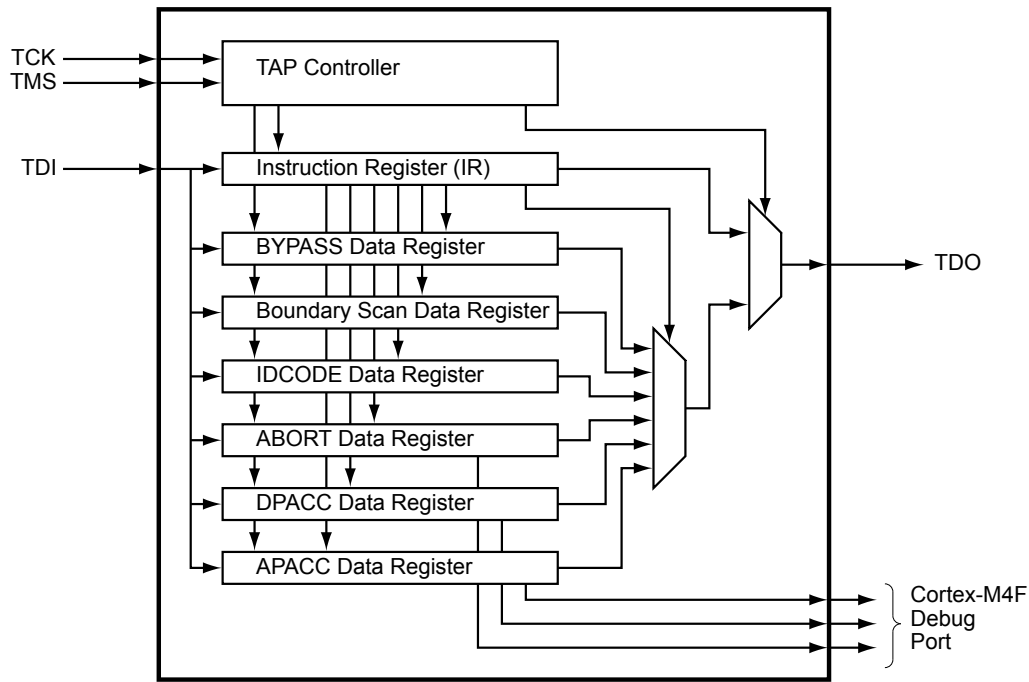 TCK
TMS
TAP Controller
TDI
Instruction Register (IR)
BYPASS Data Register
TDO
Boundary Scan Data Register
IDCODE Data Register
ABORT Data Register
DPACC Data Register
APACC Data Register
Cortex-M4F
Debug
Port